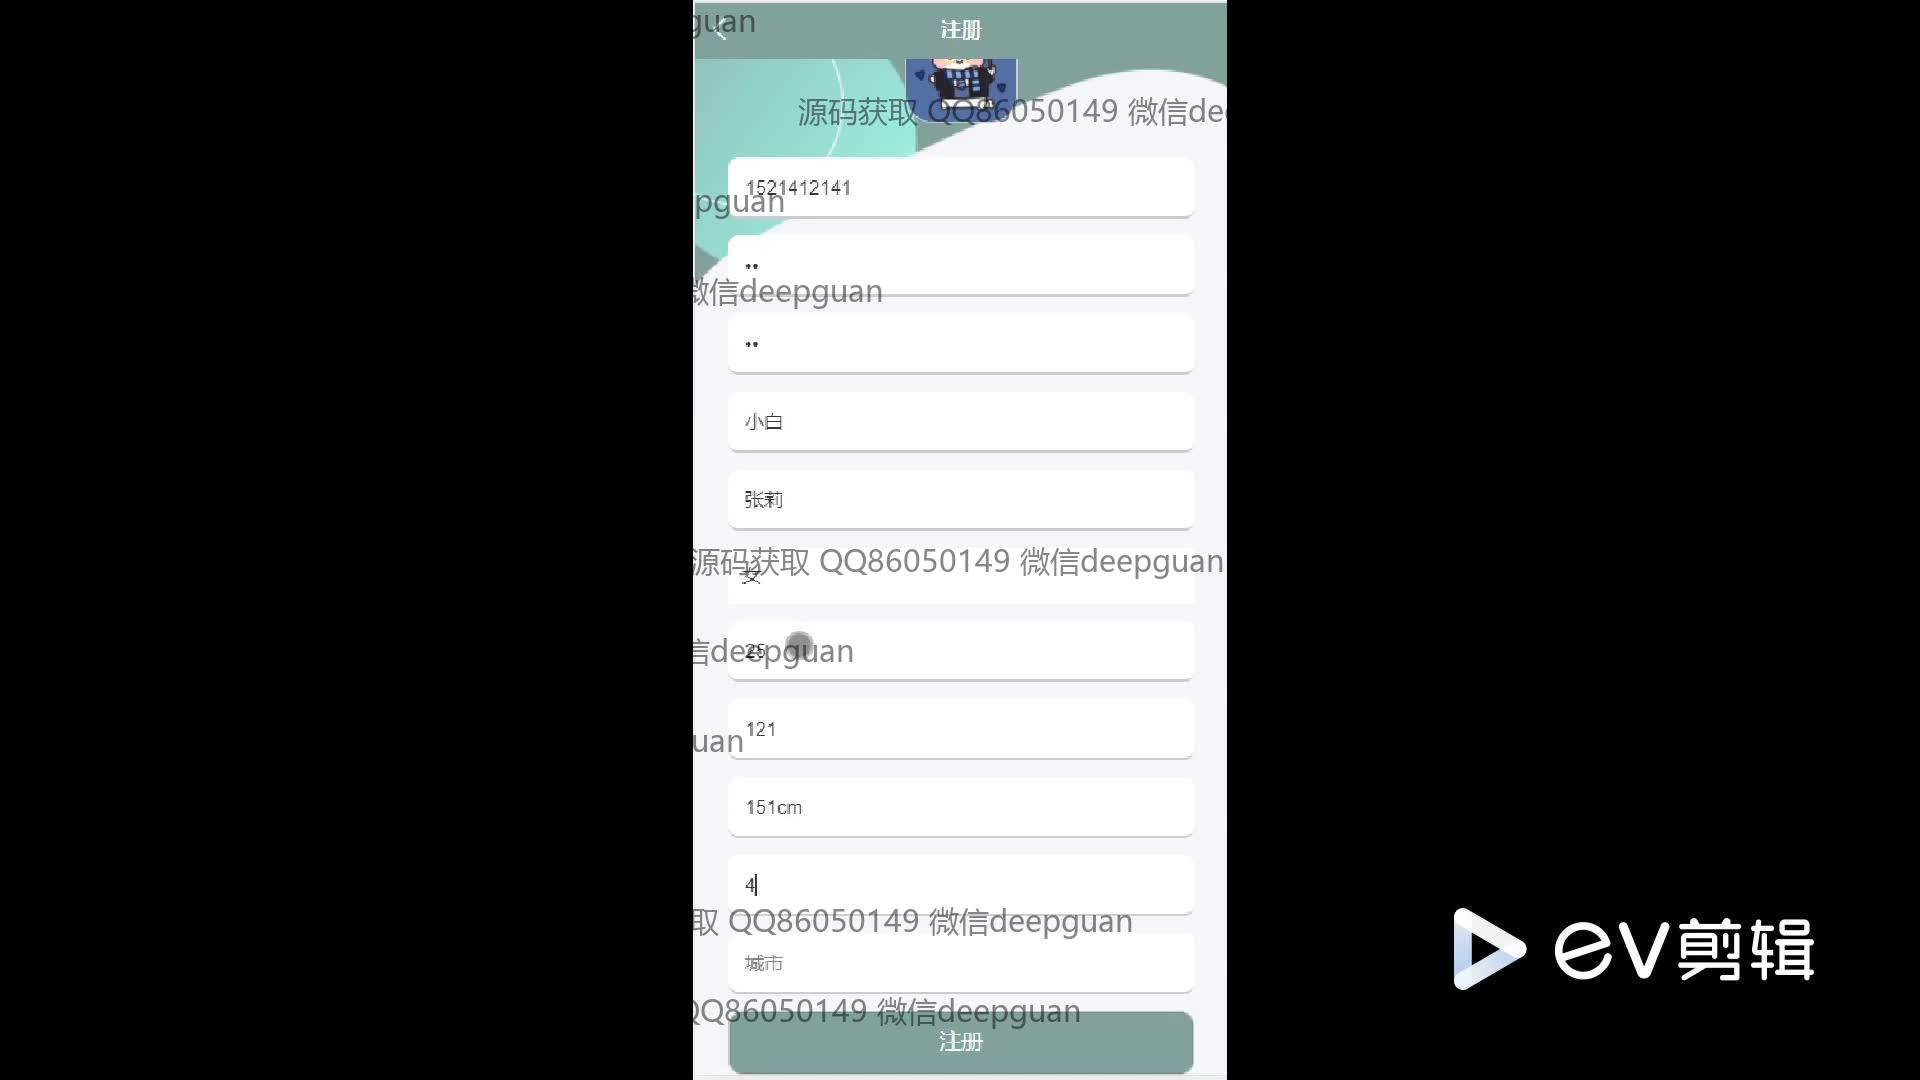 guan
注册
源码获取 QQ86050149 微信de
1521412141
pguan
••
微信deepguan
••
小白
张莉
源码获取 QQ86050149 微信deepguan
女
25
信deepguan
121
uan
151cm
4
取 QQ86050149 微信deepguan
城市
QQ86050149 微信deepguan
注册
ev剪辑